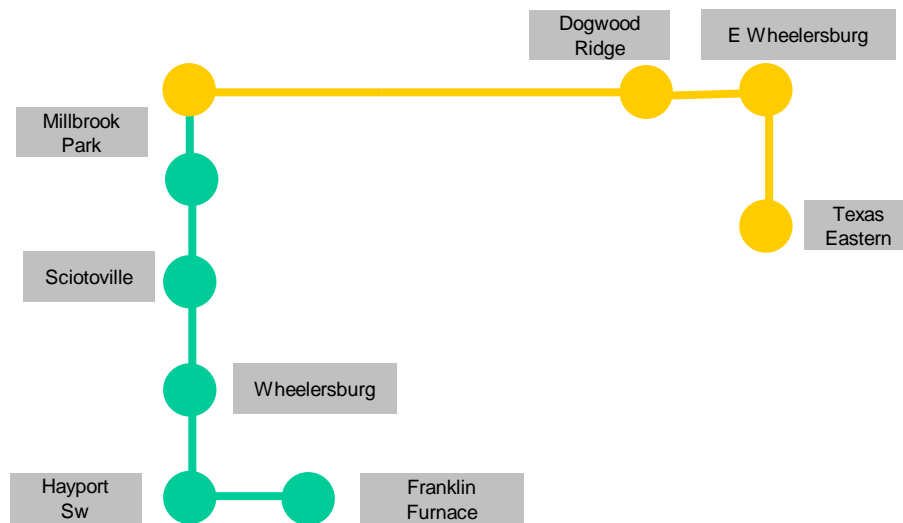 Dogwood
Ridge
E Wheelersburg
Millbrook
Park
Texas
Eastern
Sciotoville
Wheelersburg
Hayport
Sw
Franklin
Furnace